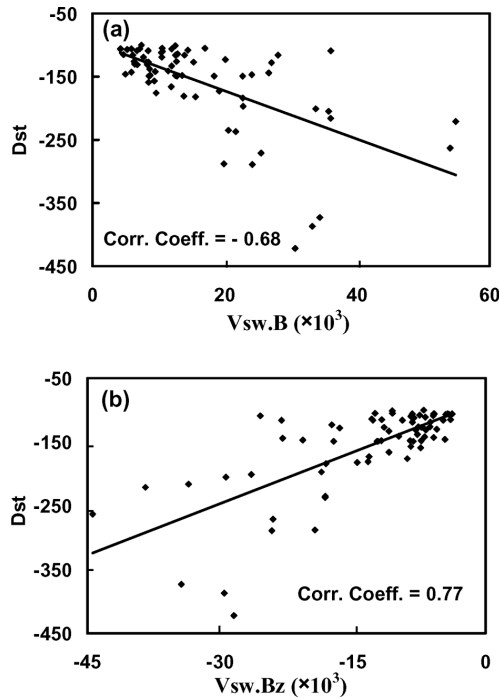 (a)
-50
-150
-250
-350
-450
Dst
Corr. Coeff. = - 0.68
0 20 40 60
Vsw.B (×10³)
(b)
-50
-150
-250
-350
-450
Dst
Corr. Coeff. = 0.77
-45 -30 -15
Vsw.Bz (×10³)